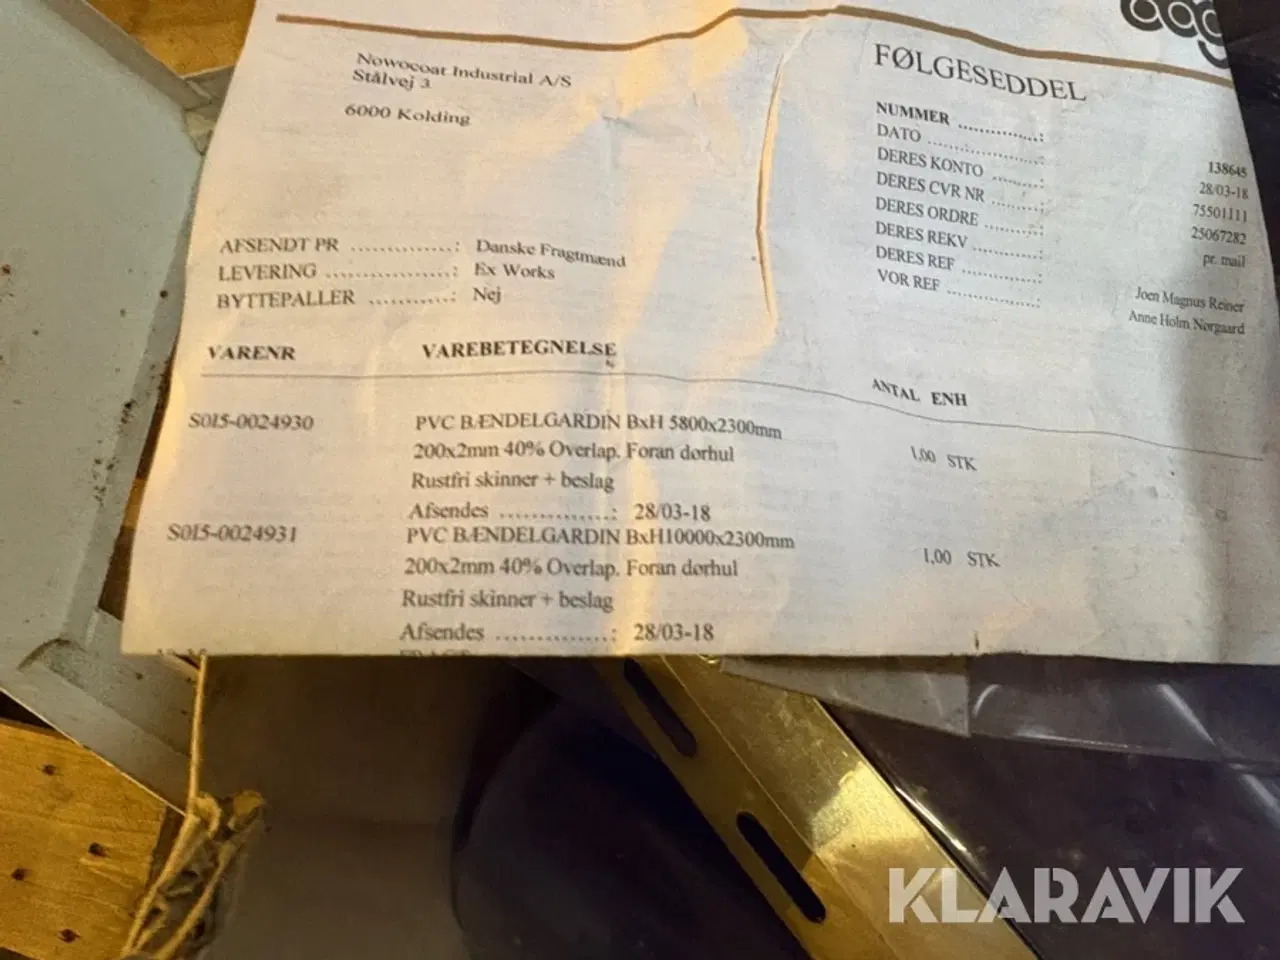 Nowocoat Industrial A/S
Stålvej 3
6000 Kolding
FØLGESEDDEL
NUMMER ..............: 138645
DATO ..............: 28/03-18
DERES KONTO ........: 75501111
DERES CVR NR ........: 25067282
DERES ORDRE ..........: pr. mail
DERES REKV ...........:
DERES REF ............: Joen Magnus Reiner
VOR REF ..............: Anne Holm Nørgaard
AFSENDT PR .............: Danske Fragtmænd
LEVERING ................: Ex Works
BYTTEPALLER ...........: Nej
VARENR VAREBETEGNELSE ANTAL ENH
S015-0024930 PVC BÆNDELGARDIN BxH 5800x2300mm 1,00 STK
200x2mm 40% Overlap. Foran dørhul
Rustfri skinner + beslag
Afsendes ...............: 28/03-18
S015-0024931 PVC BÆNDELGARDIN BxH10000x2300mm 1,00 STK
200x2mm 40% Overlap. Foran dørhul
Rustfri skinner + beslag
Afsendes ...............: 28/03-18
KLARAVIK